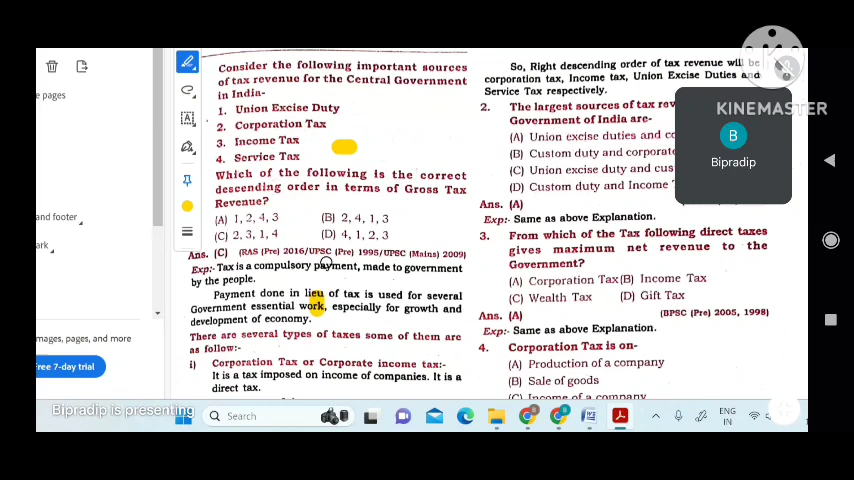 Consider the following important sources
of tax revenue for the Central Government
in India-
1. Union Excise Duty
2. Corporation Tax
3. Income Tax
4. Service Tax
Which of the following is the correct
descending order in terms of Gross Tax
Revenue?
(A) 1, 2, 4, 3 (B) 2, 4, 1, 3
(C) 2, 3, 1, 4 (D) 4, 1, 2, 3
Ans. (C) (RAS (Pre) 2016/UPSC (Pre) 1995/UPSC (Mains) 2009)
Exp:- Tax is a compulsory payment, made to government
by the people.
Payment done in lieu of tax is used for several
Government essential work, especially for growth and
development of economy.
There are several types of taxes some of them are
as follow:-
i) Corporation Tax or Corporate income tax:-
It is a tax imposed on income of companies. It is a
direct tax.
So, Right descending order of tax revenue will be
corporation tax, Income tax, Union Excise Duties and
Service Tax respectively.
2. The largest sources of tax
Government of India are-
(A) Union excise duties and
(B) Custom duty and
(C) Union excise duty and
(D) Custom duty and Income
Ans. (A)
Exp:- Same as above Explanation.
3. From which of the Tax following direct taxes
gives maximum net revenue to the
Government?
(A) Corporation Tax (B) Income Tax
(C) Wealth Tax (D) Gift Tax
Ans. (A) (BPSC (Pre) 2005, 1998)
Exp:- Same as above Explanation.
4. Corporation Tax is on-
(A) Production of a company
(B) Sale of goods
(C) Income of a company
KINEMASTER
B
Bipradip
e pages
and footer
ark
mages, pages, and more
Free 7-day trial
Bipradip is presenting
Search
ENG
IN